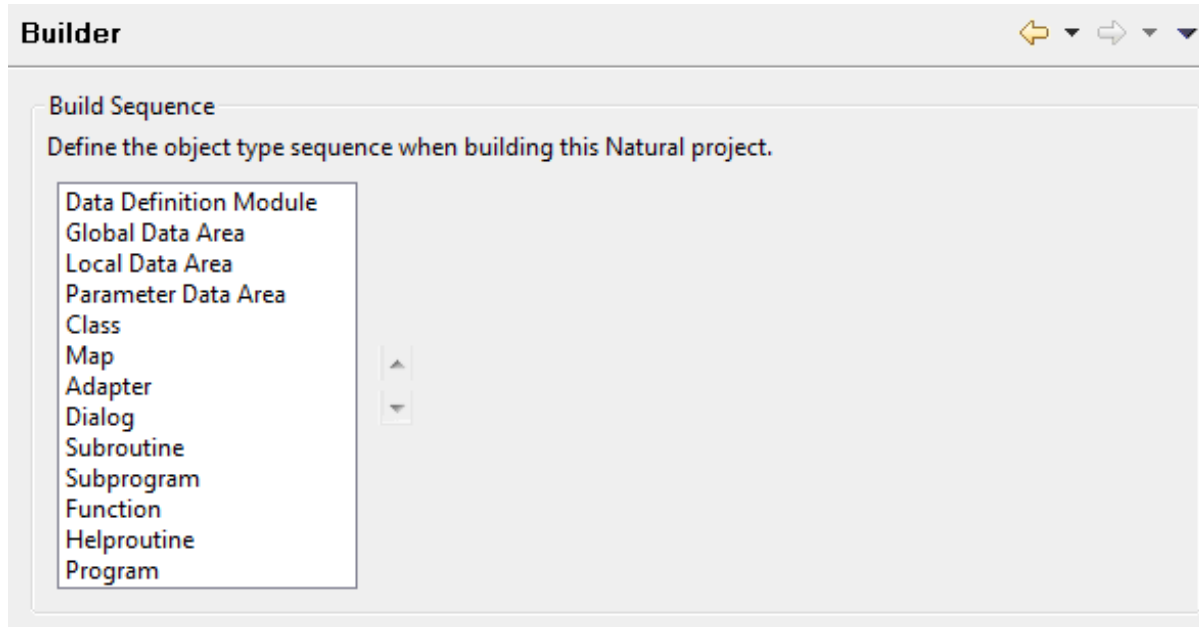 Builder
Build Sequence
Define the object type sequence when building this Natural project.
Data Definition Module
Global Data Area
Local Data Area
Parameter Data Area
Class
Map
Adapter
Dialog
Subroutine
Subprogram
Function
Helproutine
Program